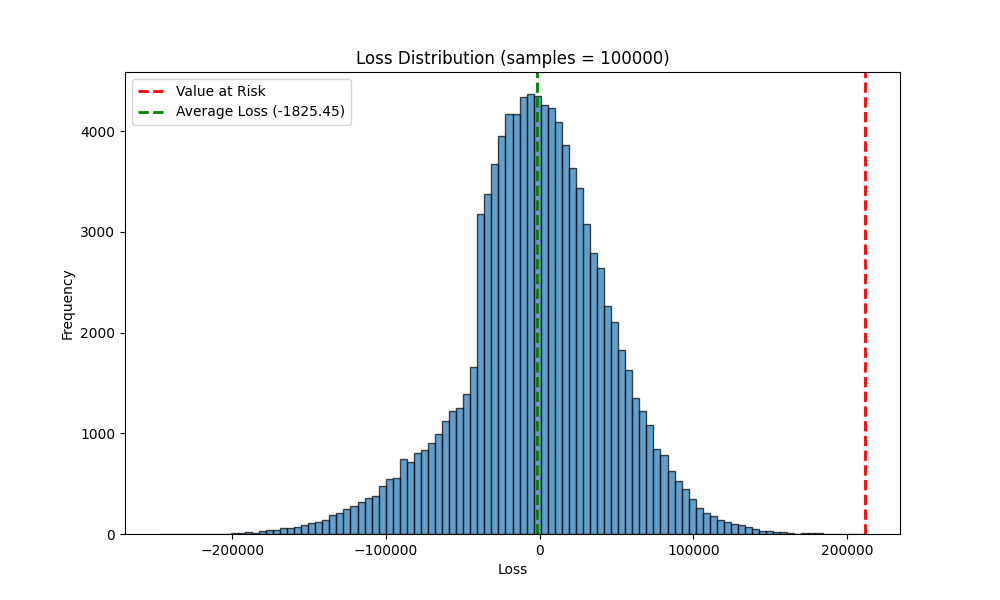 Loss Distribution (samples = 100000)
Value at Risk
Average Loss (-1825.45)
4000
3000
2000
1000
0
Frequency
−200000
−100000
0
100000
200000
Loss